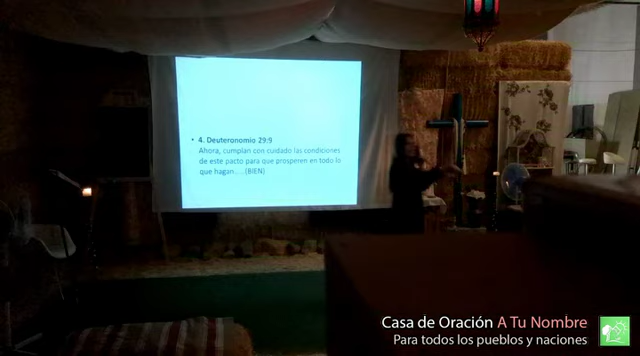 • 4. Deuteronomio 29:9
Ahora, cumplan con cuidado las condiciones
de este pacto para que prosperen en todo lo
que hagan.....(BIEN)
Casa de Oración A Tu Nombre
Para todos los pueblos y naciones